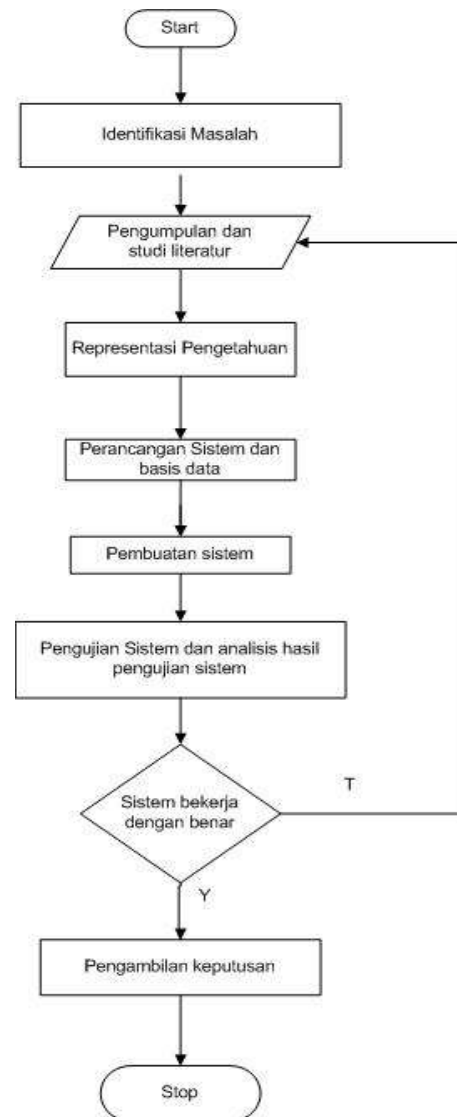 Start
Identifikasi Masalah
Pengumpulan dan
studi literatur
Representasi Pengetahuan
Perancangan Sistem dan
basis data
Pembuatan sistem
Pengujian Sistem dan analisis hasil
pengujian sistem
Sistem bekerja
dengan benar
T
Y
Pengambilan keputusan
Stop